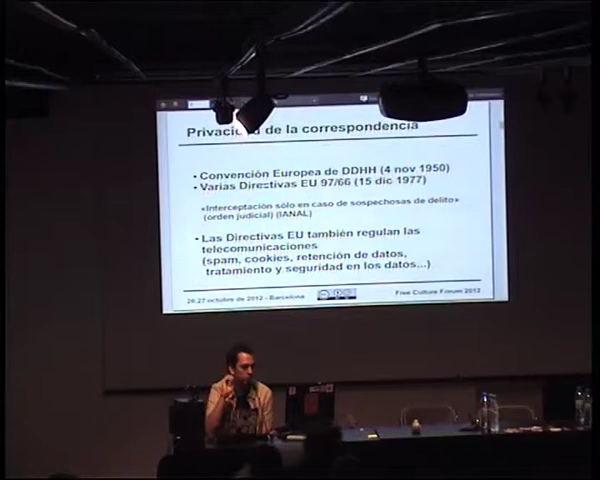 Privacidad de la correspondencia
• Convención Europea de DDHH (4 nov 1950)
• Varias Directivas EU 97/66 (15 dic 1977)
«Interceptación sólo en caso de sospechosas de delito»
(orden judicial) (IANAL)
• Las Directivas EU también regulan las
telecomunicaciones
(spam, cookies, retención de datos,
tratamiento y seguridad en los datos...)
26,27 octubre de 2012 - Barcelona
Free Culture Forum 2012